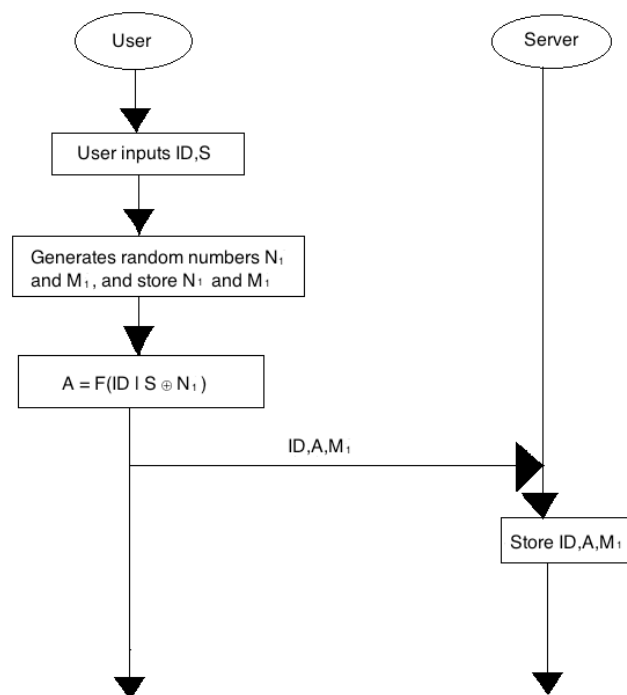 User
Server
User inputs ID,S
Generates random numbers N₁
and M₁, and store N₁ and M₁
A = F(ID | S ⊕ N₁)
ID,A,M₁
Store ID,A,M₁